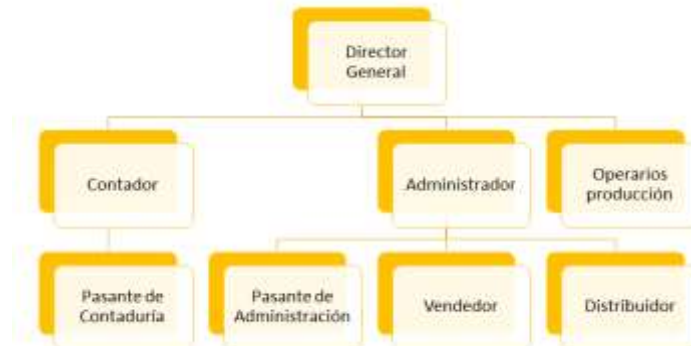 Director
General
Contador
Administrador
Operarios
producción
Pasante de
Contaduría
Pasante de
Administración
Vendedor
Distribuidor